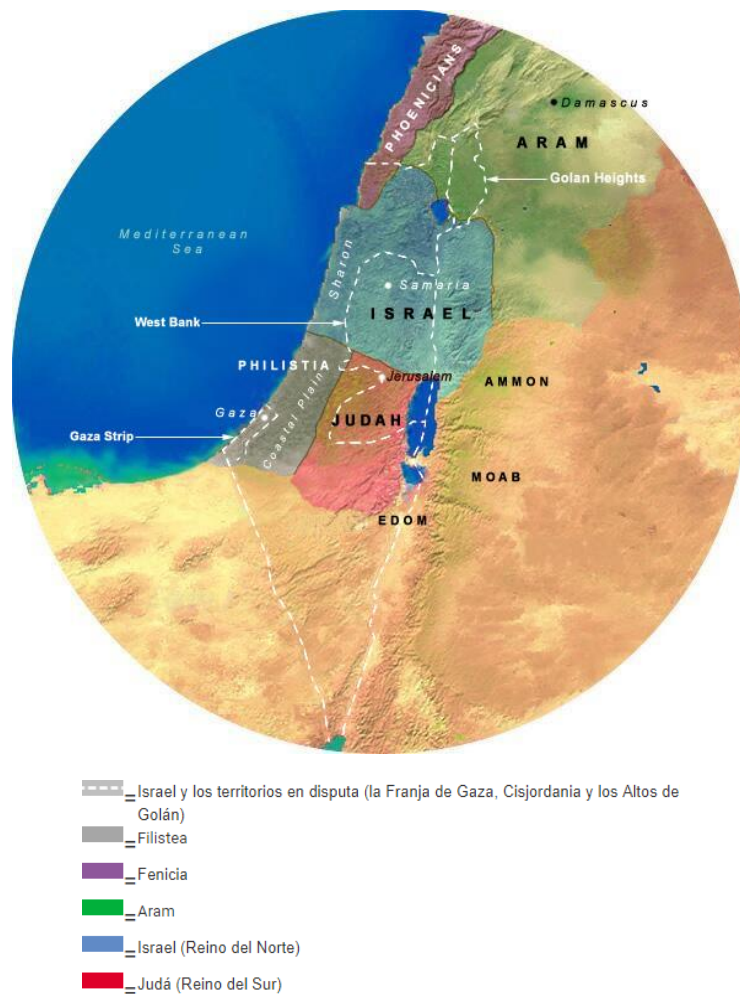 PHOENICIANS
Damascus
ARAM
Golan Heights
Mediterranean
Sea
Sharon
Samaria
ISRAEL
West Bank
PHILISTIA
Jerusalem
AMMON
Gaza
Coastal Plain
JUDAH
Gaza Strip
MOAB
EDOM
=Israel y los territorios en disputa (la Franja de Gaza, Cisjordania y los Altos de
Golán)
=Filistea
=Fenicia
=Aram
=Israel (Reino del Norte)
=Judá (Reino del Sur)